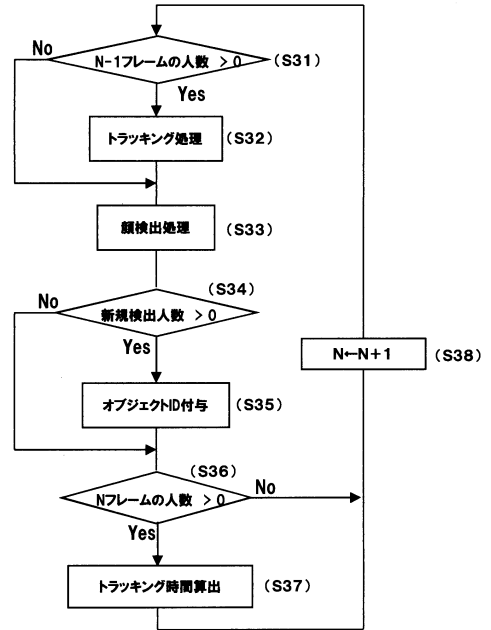 No
N-1フレームの人数 > 0
(S31)
Yes
トラッキング処理
(S32)
顔検出処理
(S33)
(S34)
No
新規検出人数 > 0
Yes
N←N+1
(S38)
オブジェクトID付与
(S35)
(S36)
Nフレームの人数 > 0
No
Yes
トラッキング時間算出
(S37)